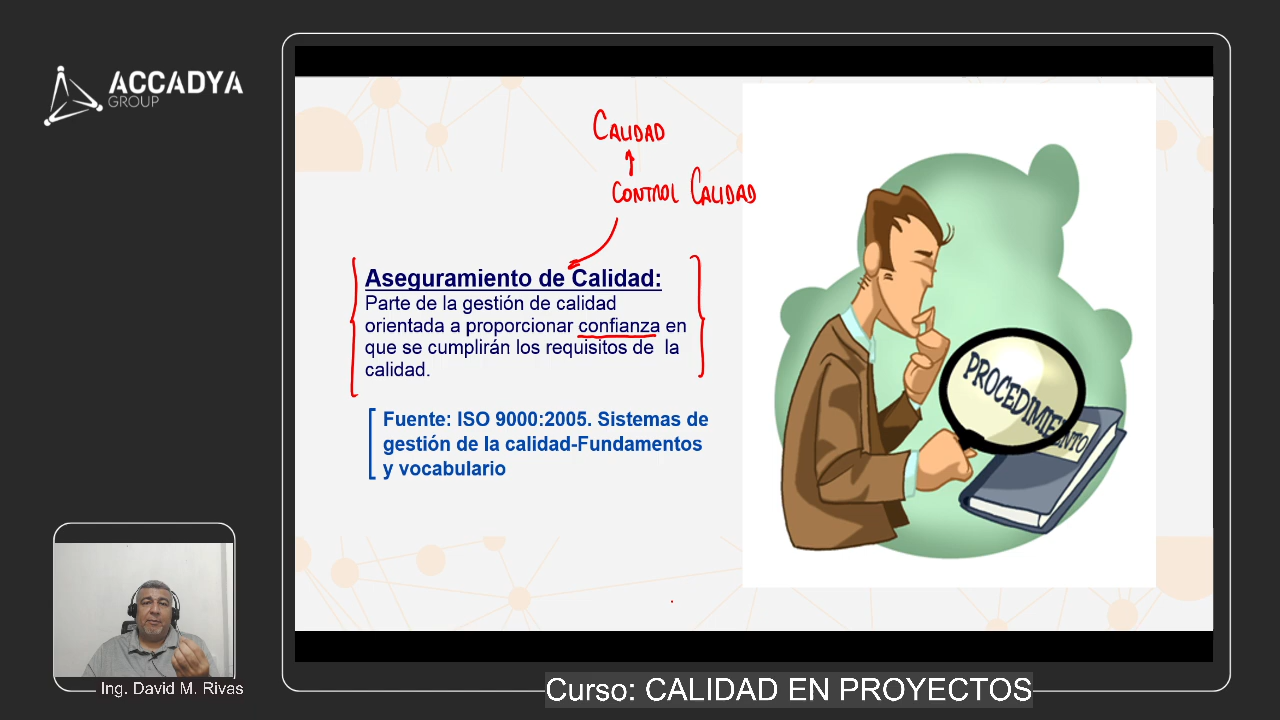 ACCADYA
GROUP
CALIDAD
CONTROL CALIDAD
Aseguramiento de Calidad:
Parte de la gestión de calidad
orientada a proporcionar confianza en
que se cumplirán los requisitos de la
calidad.
Fuente: ISO 9000:2005. Sistemas de
gestión de la calidad-Fundamentos
y vocabulario
PROCEDIMIENTO
Ing. David M. Rivas
Curso: CALIDAD EN PROYECTOS